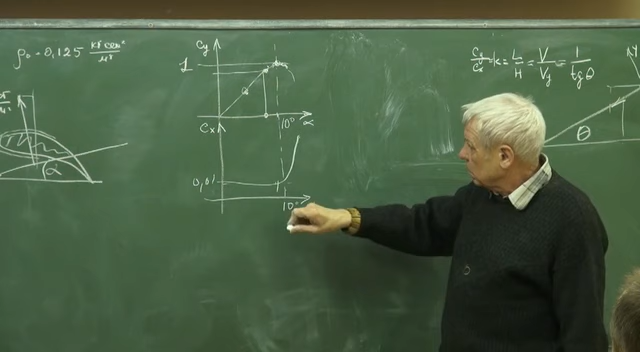 ρ₀ = 0,125 кг сек²/м⁴
Cy
1
10° α
Cx
0,01
10°
Cy/Cx = K = L/H = V/Vy = 1/tg θ
θ
α